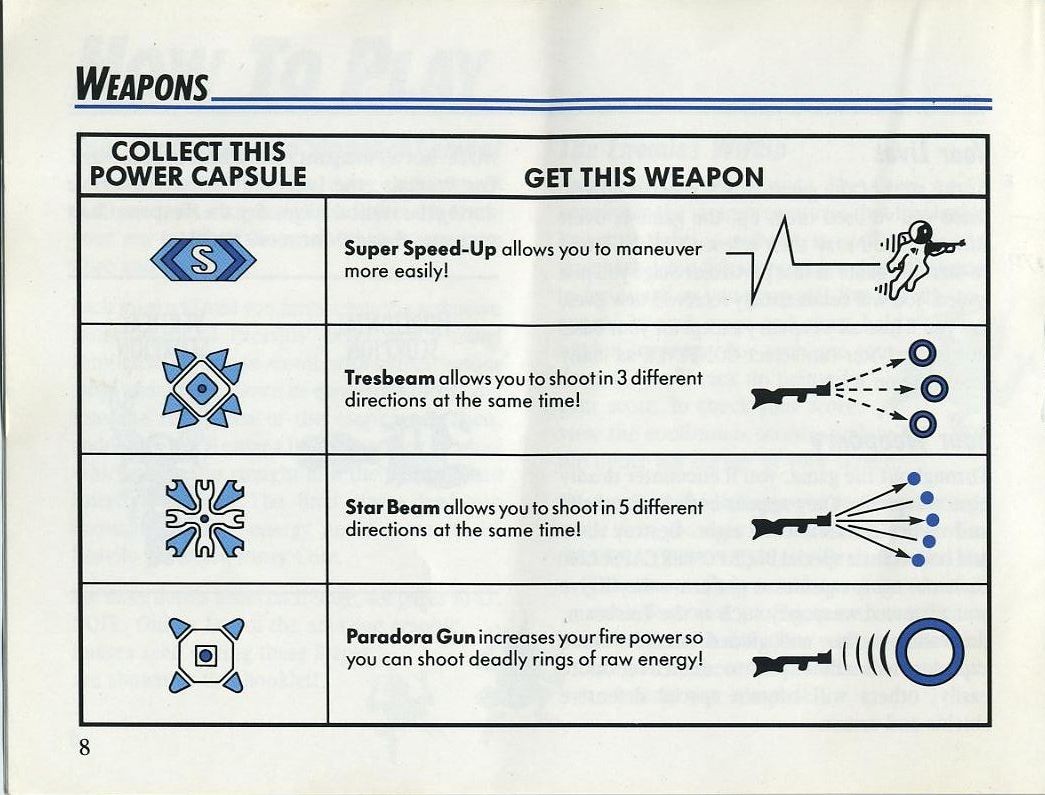 WEAPONS
COLLECT THIS
POWER CAPSULE
GET THIS WEAPON
S
Super Speed-Up allows you to maneuver
more easily!
Tresbeam allows you to shoot in 3 different
directions at the same time!
Star Beam allows you to shoot in 5 different
directions at the same time!
Paradora Gun increases your fire power so
you can shoot deadly rings of raw energy!
8